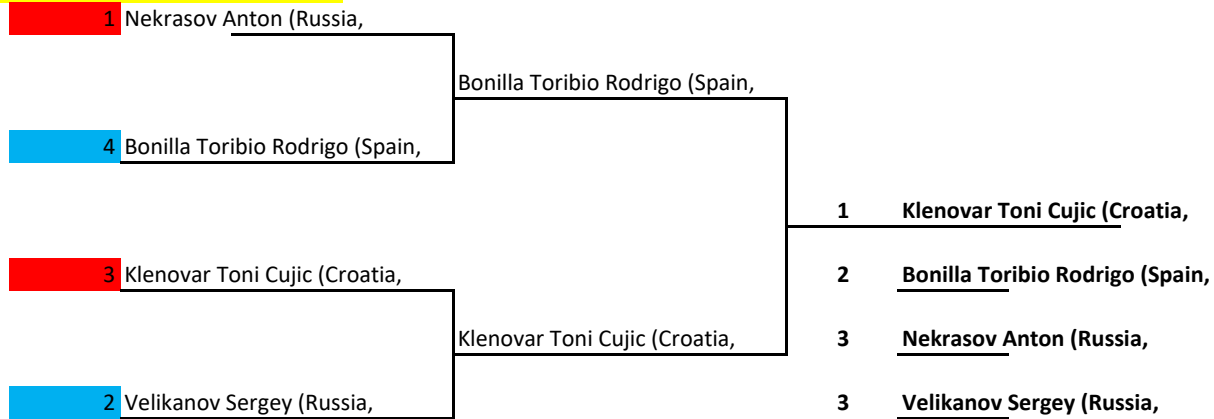 1 Nekrasov Anton (Russia,
Bonilla Toribio Rodrigo (Spain,
4 Bonilla Toribio Rodrigo (Spain,
1 Klenovar Toni Cujic (Croatia,
3 Klenovar Toni Cujic (Croatia,
2 Bonilla Toribio Rodrigo (Spain,
Klenovar Toni Cujic (Croatia,
3 Nekrasov Anton (Russia,
2 Velikanov Sergey (Russia,
3 Velikanov Sergey (Russia,